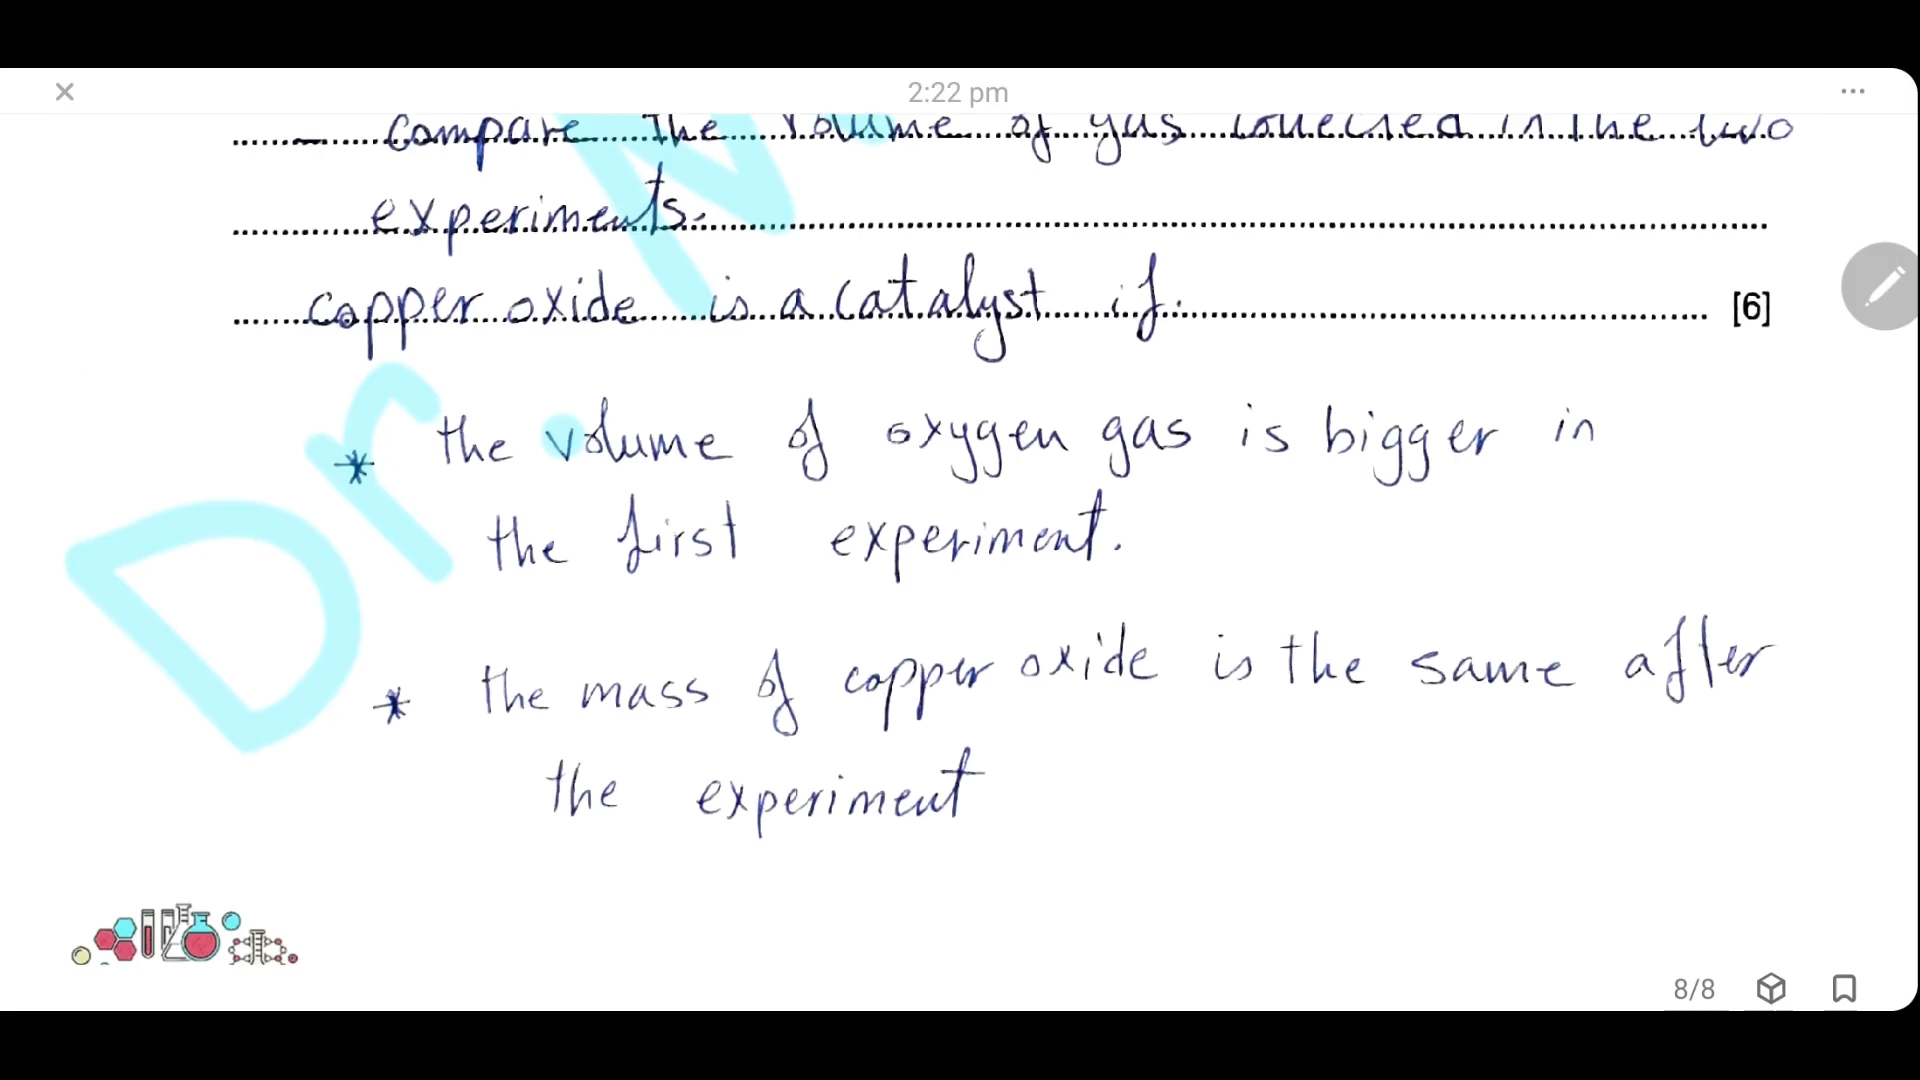 2:22 pm
- Compare the volume of gas collected in the two
experiments.
copper oxide is a catalyst if. [6]
* the volume of oxygen gas is bigger in
the first experiment.
* the mass of copper oxide is the same after
the experiment
Dr.
8/8